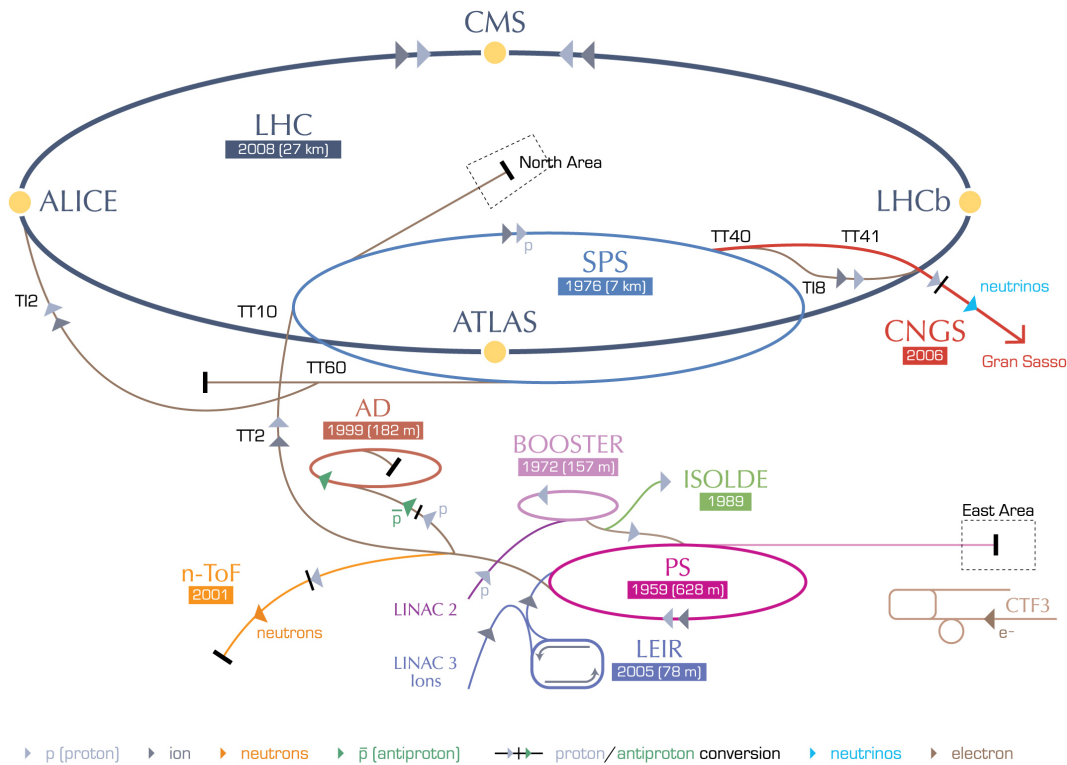 CMS
LHC
2008 (27 km)
North Area
ALICE
LHCb
p
TT40
TT41
SPS
1976 (7 km)
TI8
TI2
neutrinos
TT10
ATLAS
CNGS
2006
Gran Sasso
TT60
AD
1999 (182 m)
TT2
BOOSTER
1972 (157 m)
ISOLDE
1989
p̄
p
East Area
n-ToF
2001
PS
1959 (628 m)
p
LINAC 2
neutrons
CTF3
e⁻
LINAC 3
Ions
LEIR
2005 (78 m)
p (proton)
ion
neutrons
p̄ (antiproton)
proton/antiproton conversion
neutrinos
electron